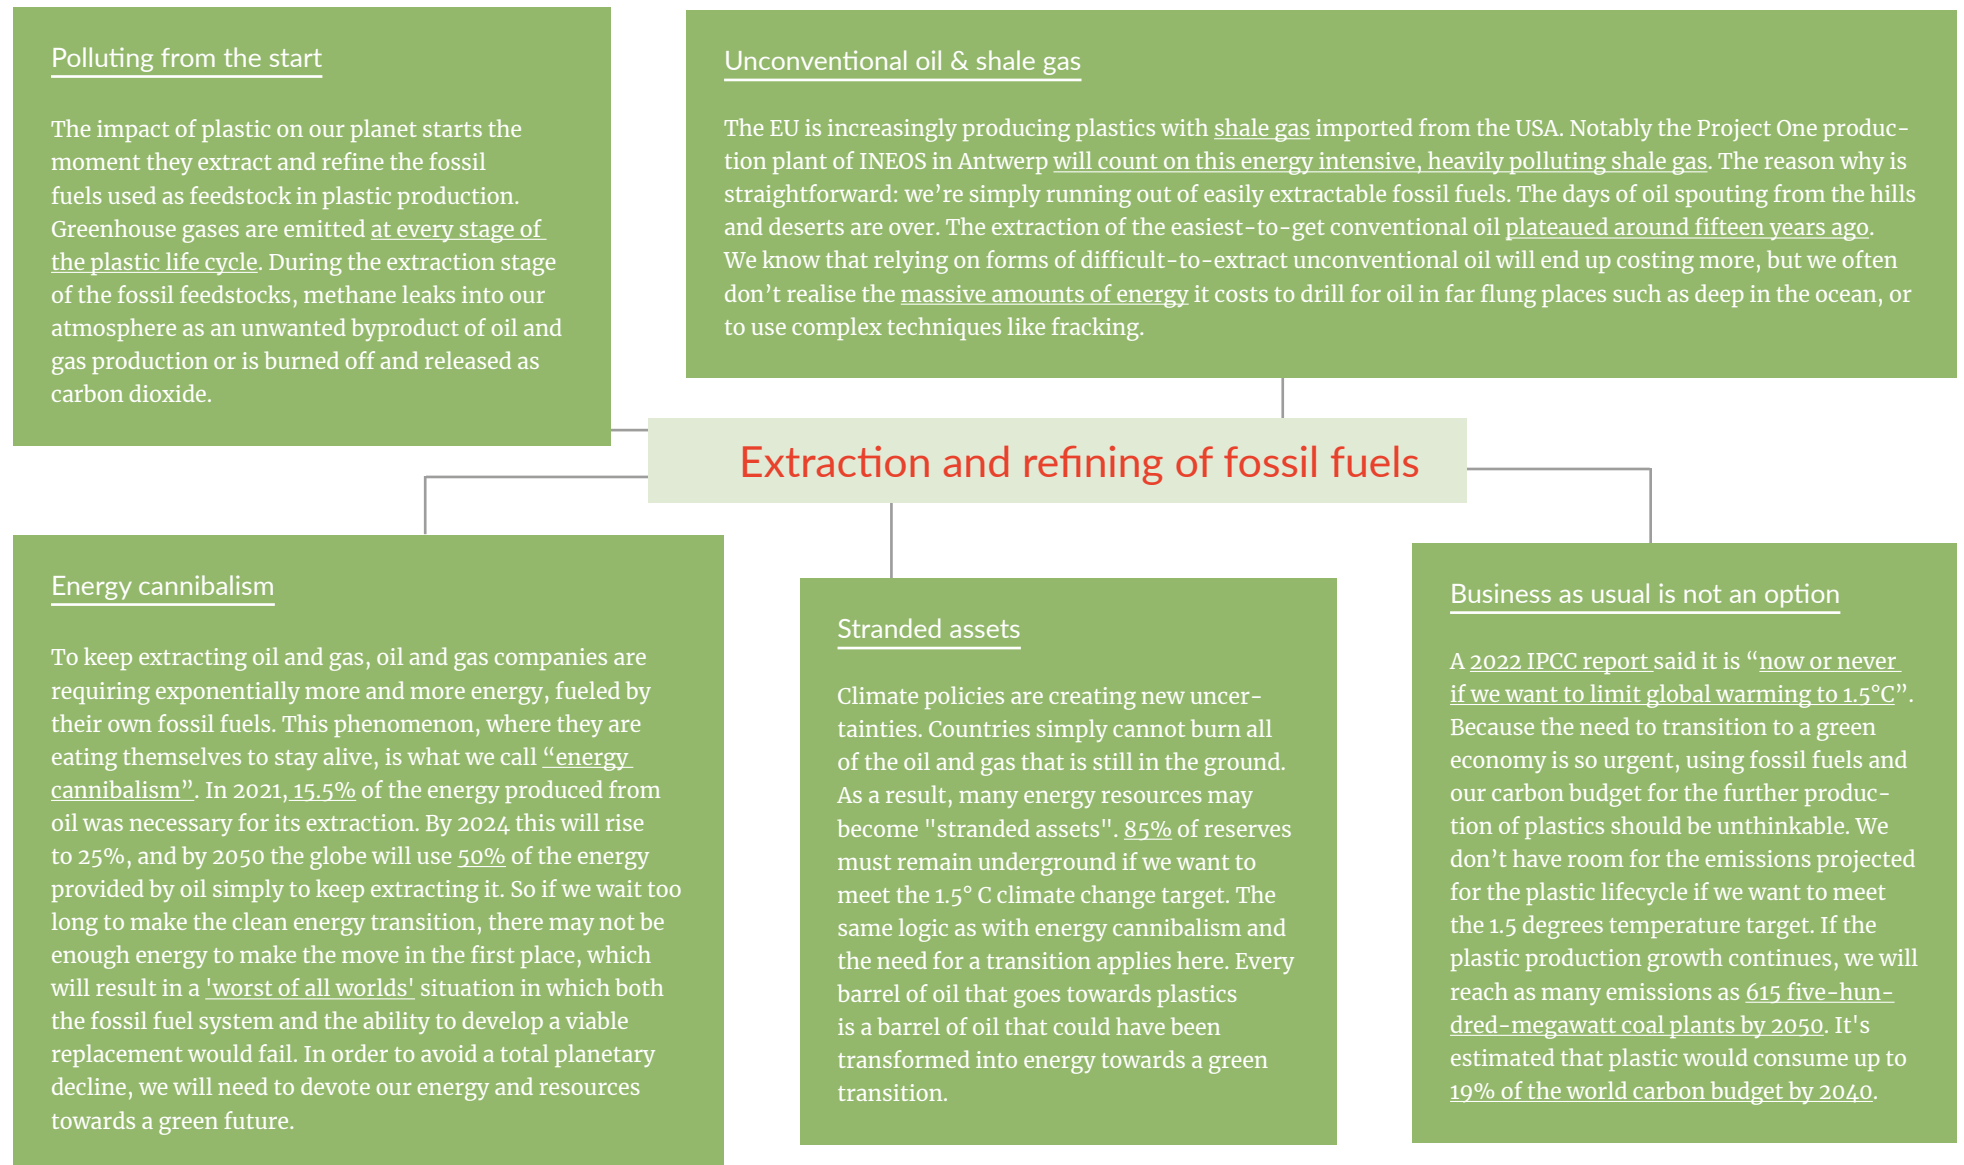 Polluting from the start
The impact of plastic on our planet starts the
moment they extract and refine the fossil
fuels used as feedstock in plastic production.
Greenhouse gases are emitted at every stage of
the plastic life cycle. During the extraction stage
of the fossil feedstocks, methane leaks into our
atmosphere as an unwanted byproduct of oil and
gas production or is burned off and released as
carbon dioxide.
Unconventional oil & shale gas
The EU is increasingly producing plastics with shale gas imported from the USA. Notably the Project One produc-
tion plant of INEOS in Antwerp will count on this energy intensive, heavily polluting shale gas. The reason why is
straightforward: we’re simply running out of easily extractable fossil fuels. The days of oil spouting from the hills
and deserts are over. The extraction of the easiest-to-get conventional oil plateaued around fifteen years ago.
We know that relying on forms of difficult-to-extract unconventional oil will end up costing more, but we often
don’t realise the massive amounts of energy it costs to drill for oil in far flung places such as deep in the ocean, or
to use complex techniques like fracking.
Extraction and refining of fossil fuels
Energy cannibalism
To keep extracting oil and gas, oil and gas companies are
requiring exponentially more and more energy, fueled by
their own fossil fuels. This phenomenon, where they are
eating themselves to stay alive, is what we call “energy
cannibalism”. In 2021, 15.5% of the energy produced from
oil was necessary for its extraction. By 2024 this will rise
to 25%, and by 2050 the globe will use 50% of the energy
provided by oil simply to keep extracting it. So if we wait too
long to make the clean energy transition, there may not be
enough energy to make the move in the first place, which
will result in a 'worst of all worlds' situation in which both
the fossil fuel system and the ability to develop a viable
replacement would fail. In order to avoid a total planetary
decline, we will need to devote our energy and resources
towards a green future.
Stranded assets
Climate policies are creating new uncer-
tainties. Countries simply cannot burn all
of the oil and gas that is still in the ground.
As a result, many energy resources may
become "stranded assets". 85% of reserves
must remain underground if we want to
meet the 1.5° C climate change target. The
same logic as with energy cannibalism and
the need for a transition applies here. Every
barrel of oil that goes towards plastics
is a barrel of oil that could have been
transformed into energy towards a green
transition.
Business as usual is not an option
A 2022 IPCC report said it is “now or never
if we want to limit global warming to 1.5°C”.
Because the need to transition to a green
economy is so urgent, using fossil fuels and
our carbon budget for the further produc-
tion of plastics should be unthinkable. We
don’t have room for the emissions projected
for the plastic lifecycle if we want to meet
the 1.5 degrees temperature target. If the
plastic production growth continues, we will
reach as many emissions as 615 five-hun-
dred-megawatt coal plants by 2050. It's
estimated that plastic would consume up to
19% of the world carbon budget by 2040.